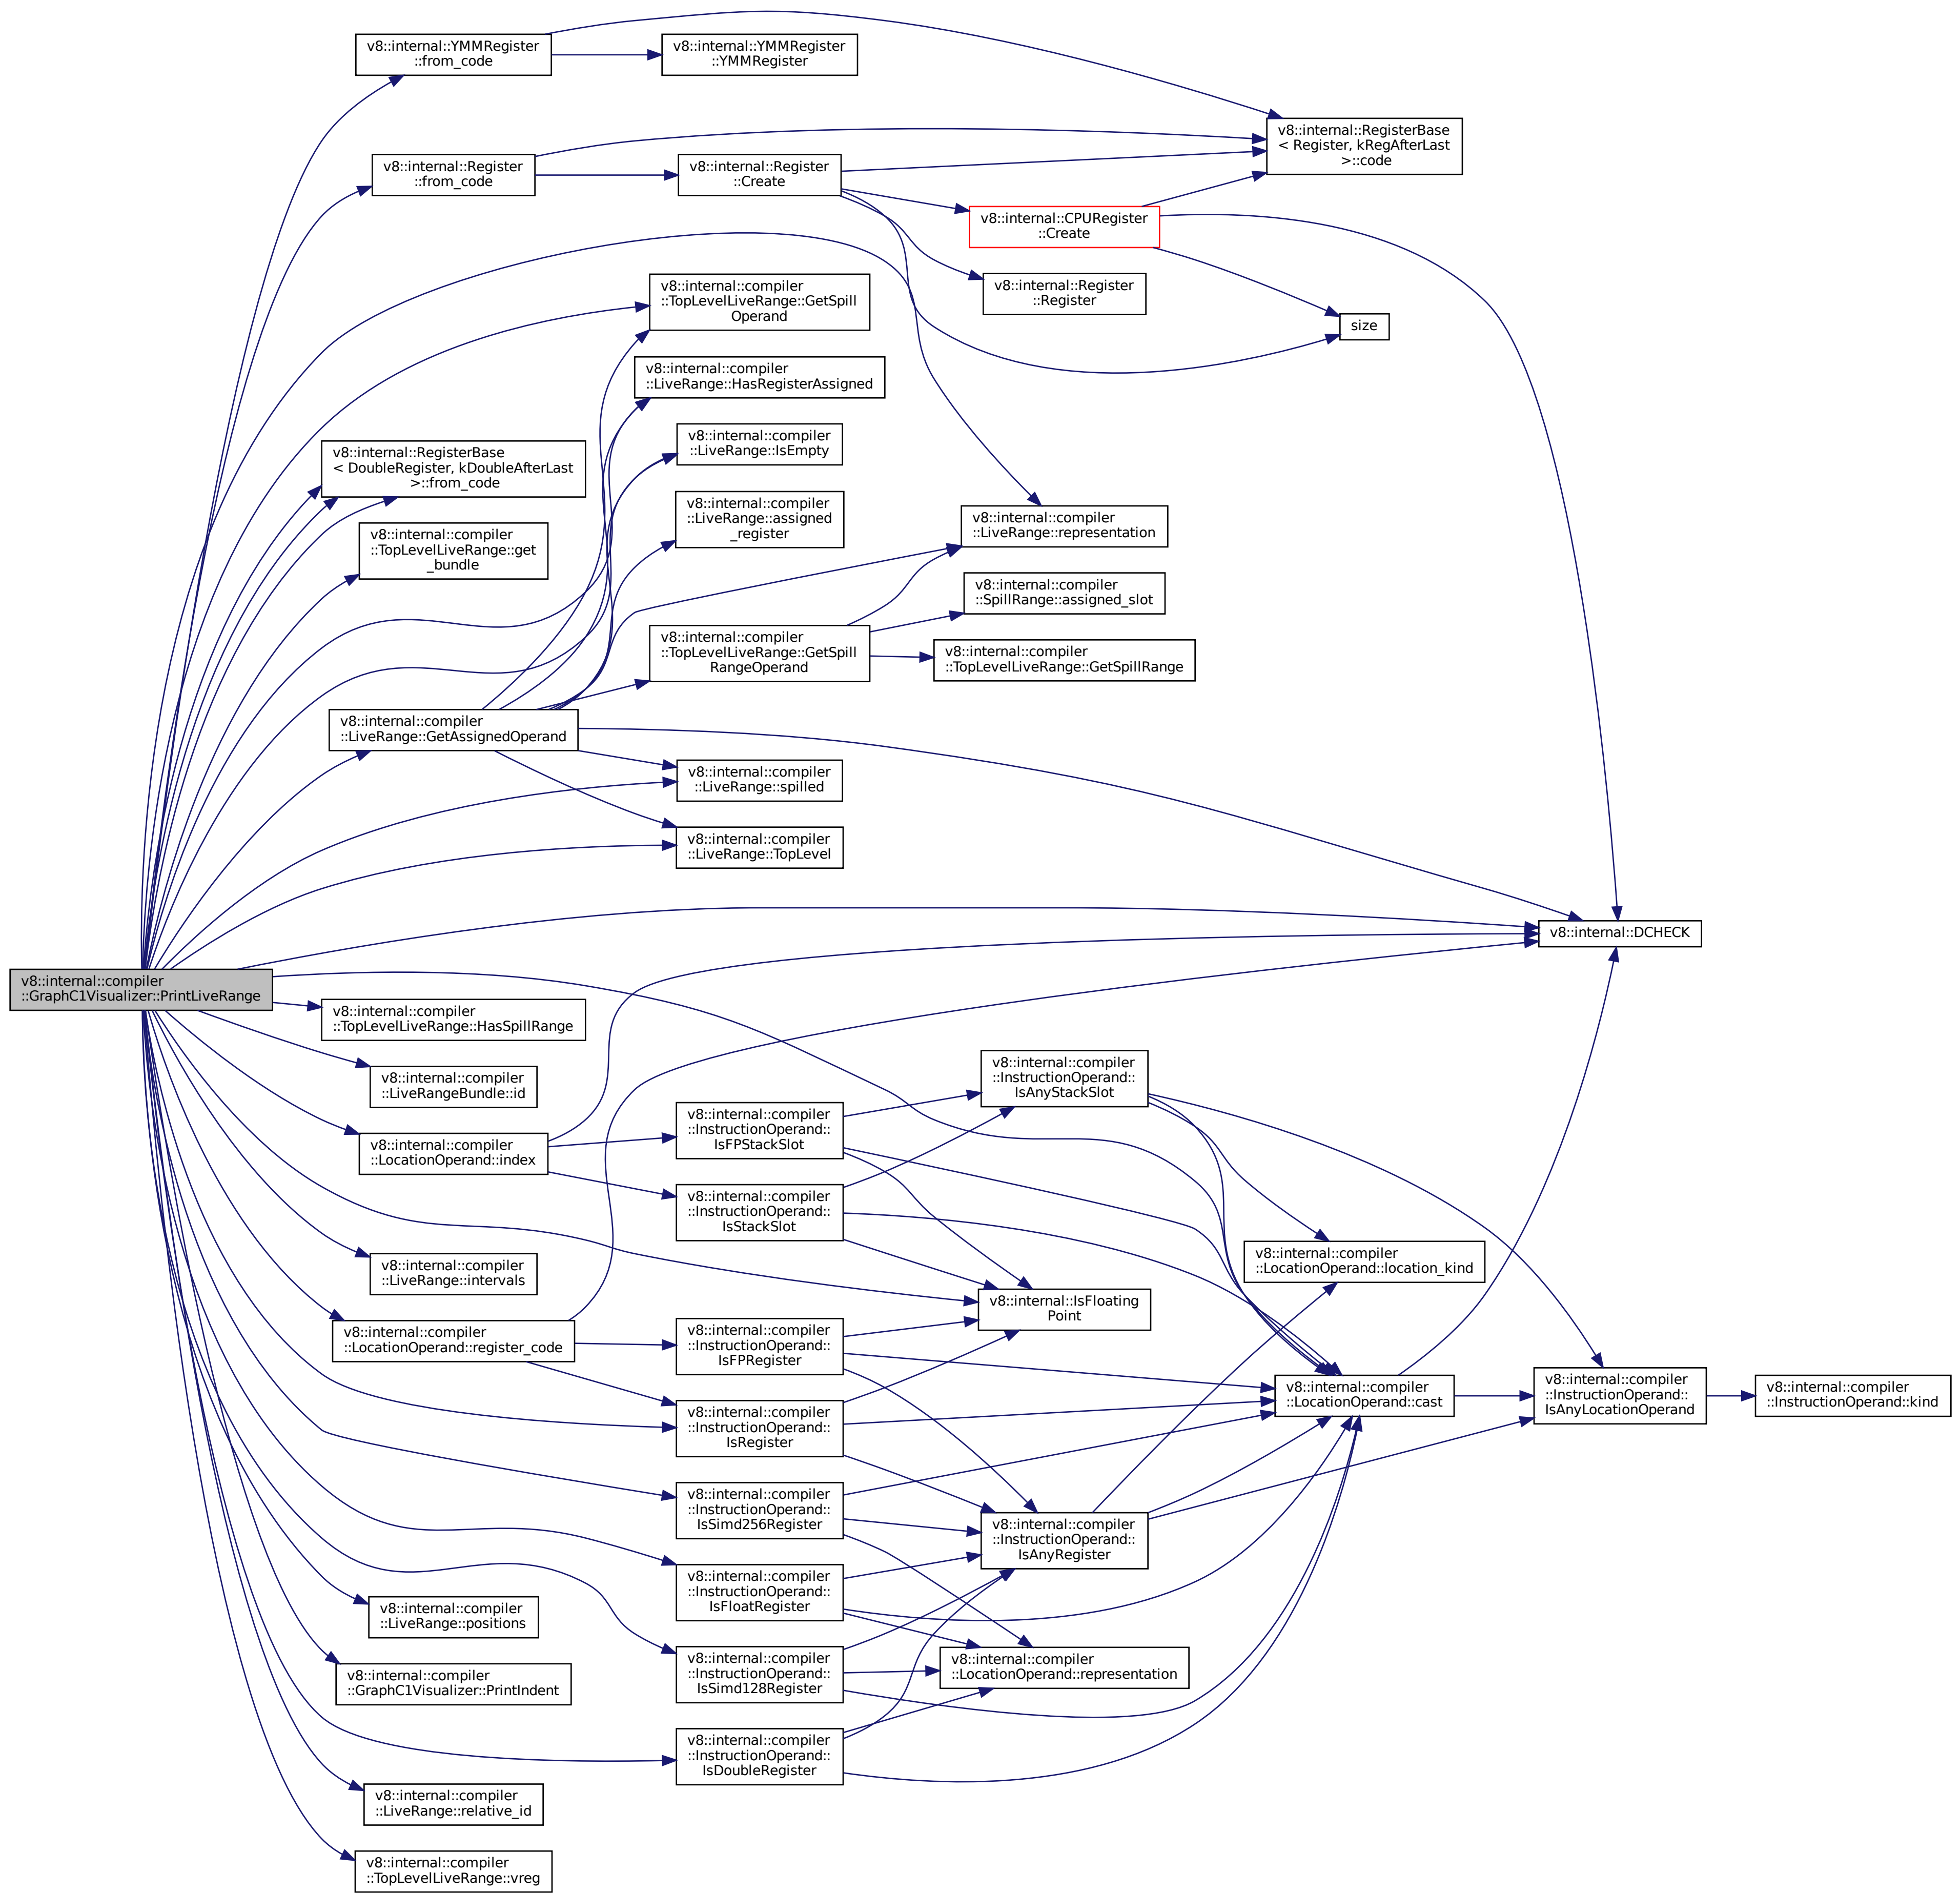 v8::internal::YMMRegister
::from_code
v8::internal::YMMRegister
::YMMRegister
v8::internal::RegisterBase
< Register, kRegAfterLast
>::code
v8::internal::Register
::from_code
v8::internal::Register
::Create
v8::internal::CPURegister
::Create
v8::internal::Register
::Register
size
v8::internal::compiler
::TopLevelLiveRange::GetSpill
Operand
v8::internal::compiler
::LiveRange::HasRegisterAssigned
v8::internal::RegisterBase
< DoubleRegister, kDoubleAfterLast
>::from_code
v8::internal::compiler
::LiveRange::IsEmpty
v8::internal::compiler
::LiveRange::assigned
_register
v8::internal::compiler
::LiveRange::representation
v8::internal::compiler
::TopLevelLiveRange::get
_bundle
v8::internal::compiler
::SpillRange::assigned_slot
v8::internal::compiler
::TopLevelLiveRange::GetSpill
RangeOperand
v8::internal::compiler
::TopLevelLiveRange::GetSpillRange
v8::internal::compiler
::LiveRange::GetAssignedOperand
v8::internal::compiler
::LiveRange::spilled
v8::internal::compiler
::LiveRange::TopLevel
v8::internal::DCHECK
v8::internal::compiler
::GraphC1Visualizer::PrintLiveRange
v8::internal::compiler
::TopLevelLiveRange::HasSpillRange
v8::internal::compiler
::LiveRangeBundle::id
v8::internal::compiler
::InstructionOperand::
IsAnyStackSlot
v8::internal::compiler
::LocationOperand::index
v8::internal::compiler
::InstructionOperand::
IsFPStackSlot
v8::internal::compiler
::InstructionOperand::
IsStackSlot
v8::internal::compiler
::LocationOperand::location_kind
v8::internal::compiler
::LiveRange::intervals
v8::internal::IsFloating
Point
v8::internal::compiler
::LocationOperand::register_code
v8::internal::compiler
::InstructionOperand::
IsFPRegister
v8::internal::compiler
::LocationOperand::cast
v8::internal::compiler
::InstructionOperand::
IsAnyLocationOperand
v8::internal::compiler
::InstructionOperand::kind
v8::internal::compiler
::InstructionOperand::
IsRegister
v8::internal::compiler
::InstructionOperand::
IsSimd256Register
v8::internal::compiler
::InstructionOperand::
IsAnyRegister
v8::internal::compiler
::InstructionOperand::
IsFloatRegister
v8::internal::compiler
::LiveRange::positions
v8::internal::compiler
::InstructionOperand::
IsSimd128Register
v8::internal::compiler
::LocationOperand::representation
v8::internal::compiler
::GraphC1Visualizer::PrintIndent
v8::internal::compiler
::InstructionOperand::
IsDoubleRegister
v8::internal::compiler
::LiveRange::relative_id
v8::internal::compiler
::TopLevelLiveRange::vreg